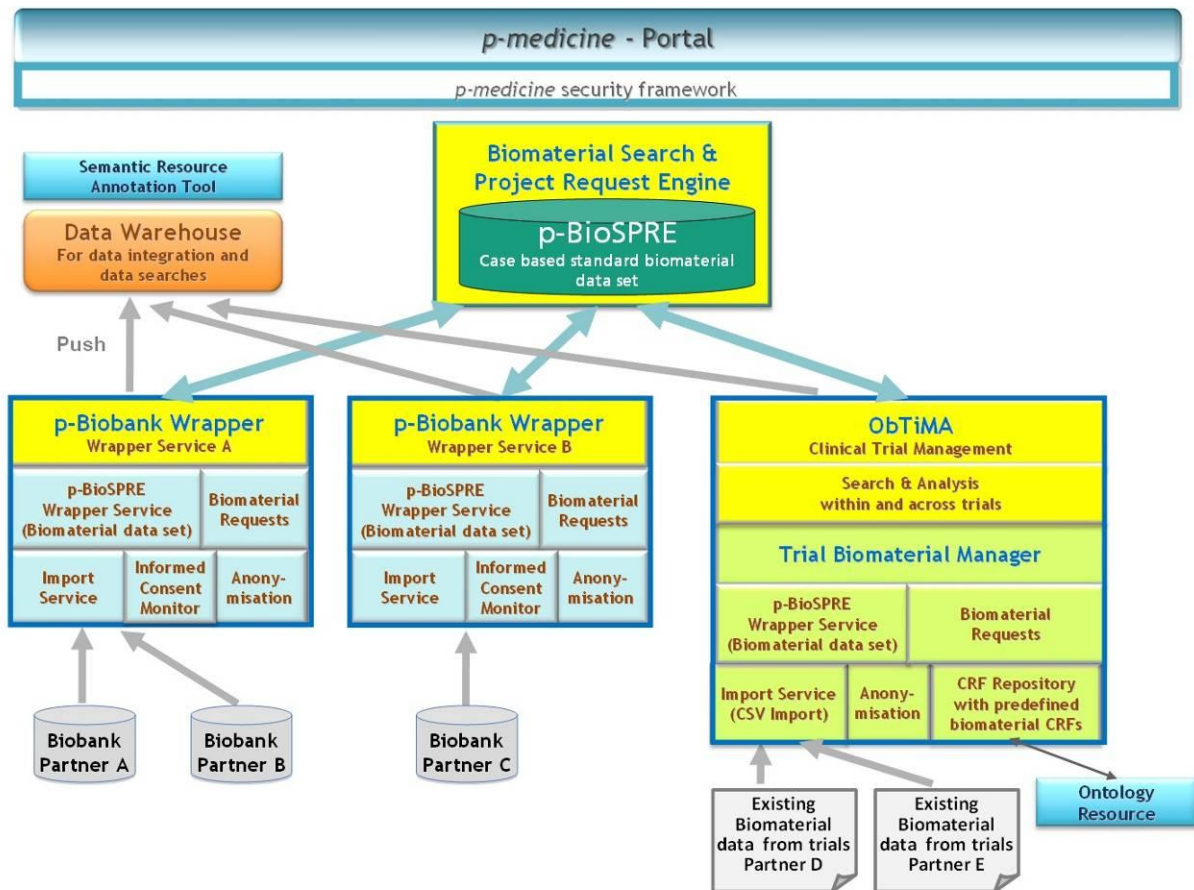 p-medicine - Portal
p-medicine security framework
Semantic Resource
Annotation Tool
Data Warehouse
For data integration and
data searches
Biomaterial Search &
Project Request Engine
p-BioSPRE
Case based standard biomaterial
data set
Push
p-Biobank Wrapper
Wrapper Service A
p-BioSPRE
Wrapper Service
(Biomaterial data set)
Biomaterial
Requests
Import
Service
Informed
Consent
Monitor
Anony-
misation
p-Biobank Wrapper
Wrapper Service B
p-BioSPRE
Wrapper Service
(Biomaterial data set)
Biomaterial
Requests
Import
Service
Informed
Consent
Monitor
Anony-
misation
ObTiMA
Clinical Trial Management
Search & Analysis
within and across trials
Trial Biomaterial Manager
p-BioSPRE
Wrapper Service
(Biomaterial data set)
Biomaterial
Requests
Import Service
(CSV Import)
Anony-
misation
CRF Repository
with predefined
biomaterial CRFs
Biobank
Partner A
Biobank
Partner B
Biobank
Partner C
Existing
Biomaterial
data from trials
Partner D
Existing
Biomaterial
data from trials
Partner E
Ontology
Resource